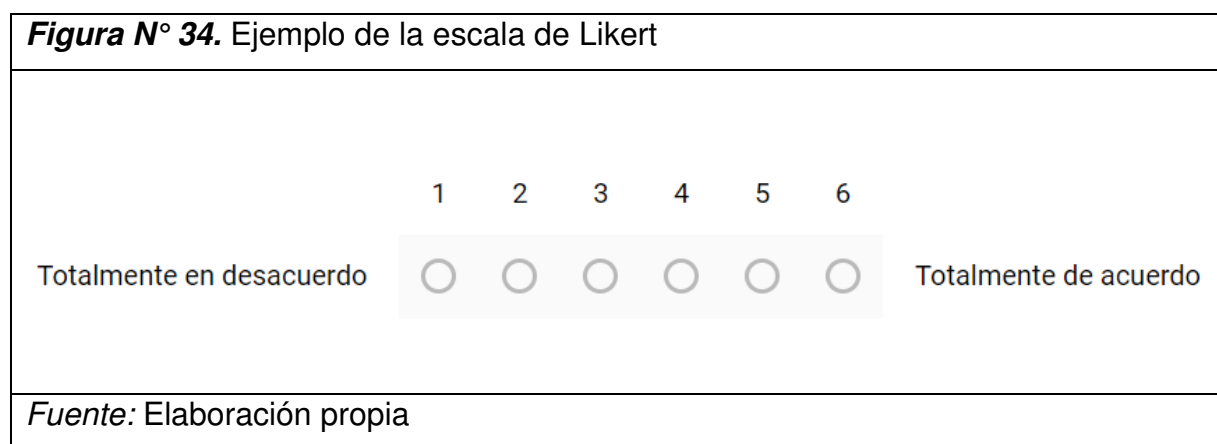 Figura N° 34. Ejemplo de la escala de Likert
1 2 3 4 5 6
Totalmente en desacuerdo Totalmente de acuerdo
Fuente: Elaboración propia